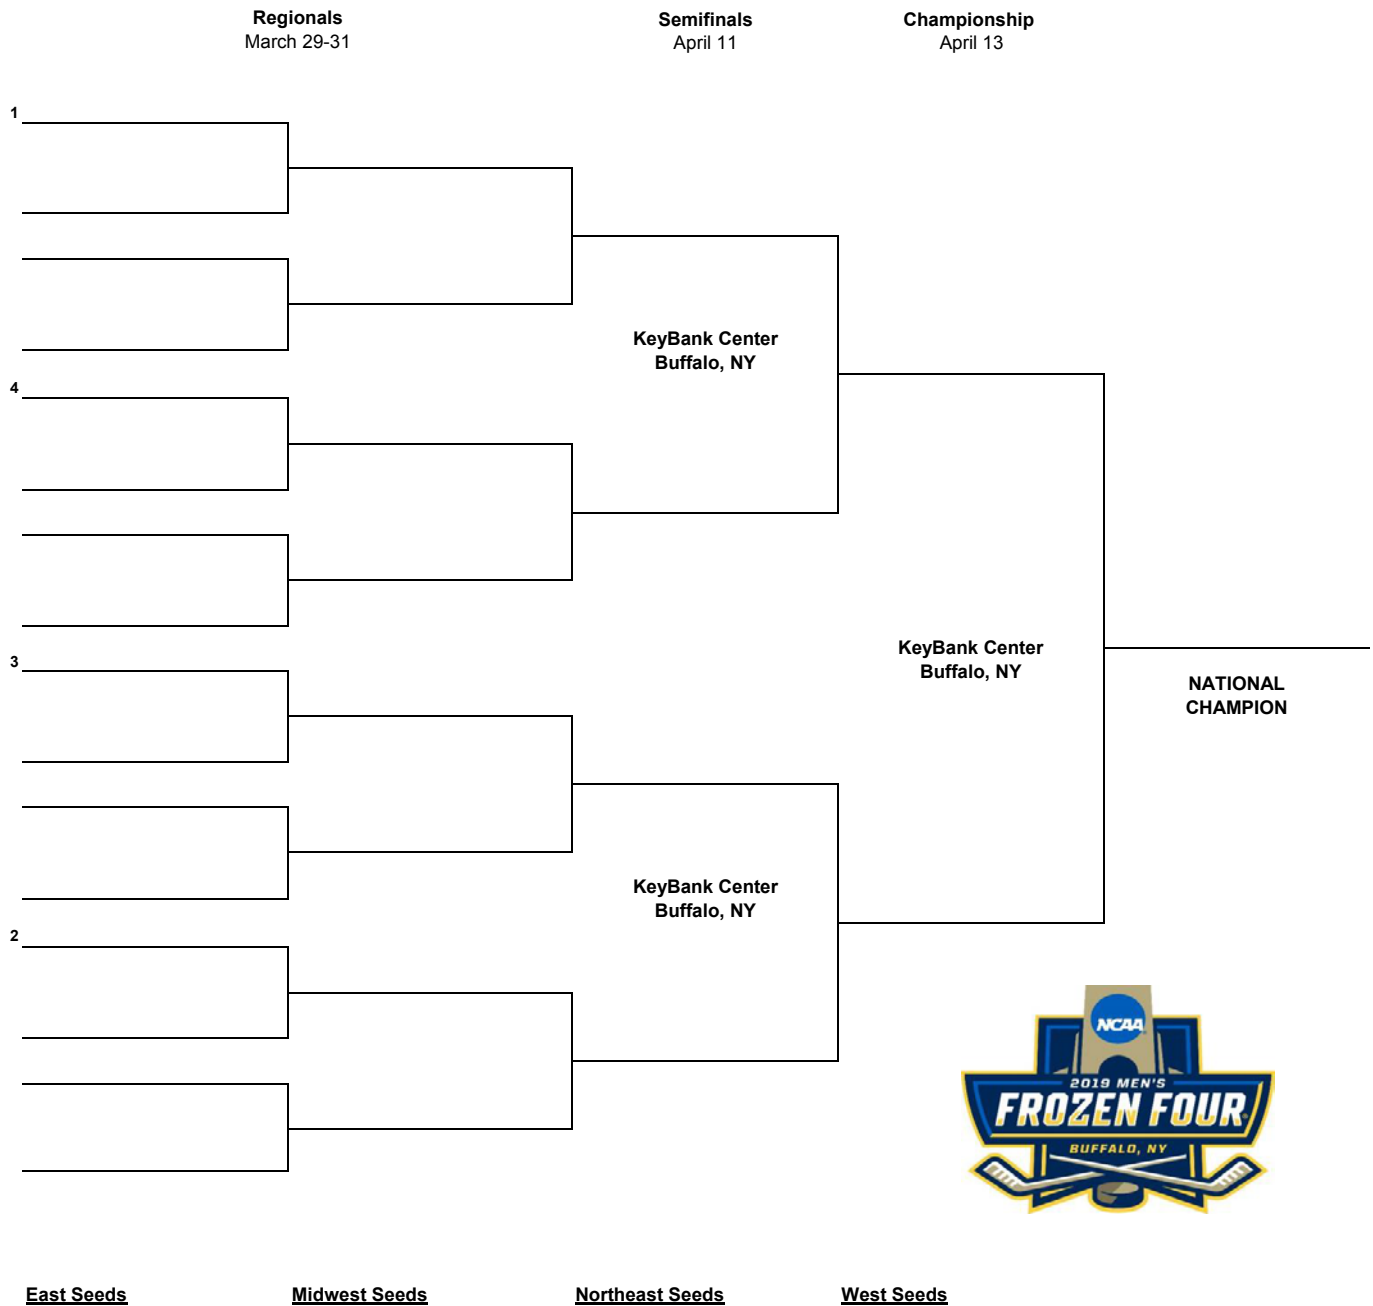 Regionals
March 29-31
Semifinals
April 11
Championship
April 13
1
KeyBank Center
Buffalo, NY
4
KeyBank Center
Buffalo, NY
3
NATIONAL
CHAMPION
KeyBank Center
Buffalo, NY
2
NCAA
2019 MEN'S
FROZEN FOUR
BUFFALO, NY
East Seeds
Midwest Seeds
Northeast Seeds
West Seeds